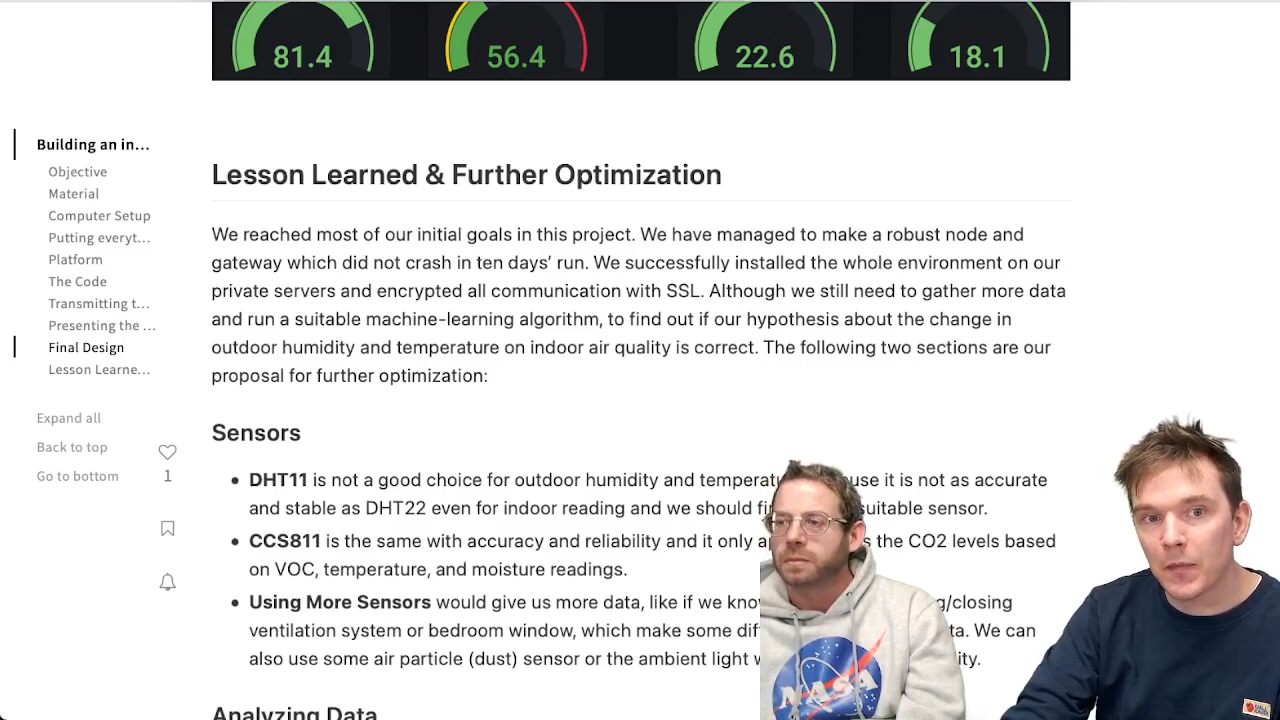 81.4
56.4
22.6
18.1
Building an in...
Objective
Material
Computer Setup
Putting everyt...
Platform
The Code
Transmitting t...
Presenting the ...
Final Design
Lesson Learne...
Expand all
Back to top
Go to bottom
1
Lesson Learned & Further Optimization
We reached most of our initial goals in this project. We have managed to make a robust node and
gateway which did not crash in ten days’ run. We successfully installed the whole environment on our
private servers and encrypted all communication with SSL. Although we still need to gather more data
and run a suitable machine-learning algorithm, to find out if our hypothesis about the change in
outdoor humidity and temperature on indoor air quality is correct. The following two sections are our
proposal for further optimization:
Sensors
• DHT11 is not a good choice for outdoor humidity and use it is not as accurate
and stable as DHT22 even for indoor reading and we should suitable sensor.
• CCS811 is the same with accuracy and reliability and it only the CO2 levels based
on VOC, temperature, and moisture readings.
• Using More Sensors would give us more data, like if we g/closing
ventilation system or bedroom window, which make some We can
also use some air particle (dust) sensor or the ambient light
Analyzing Data
NASA